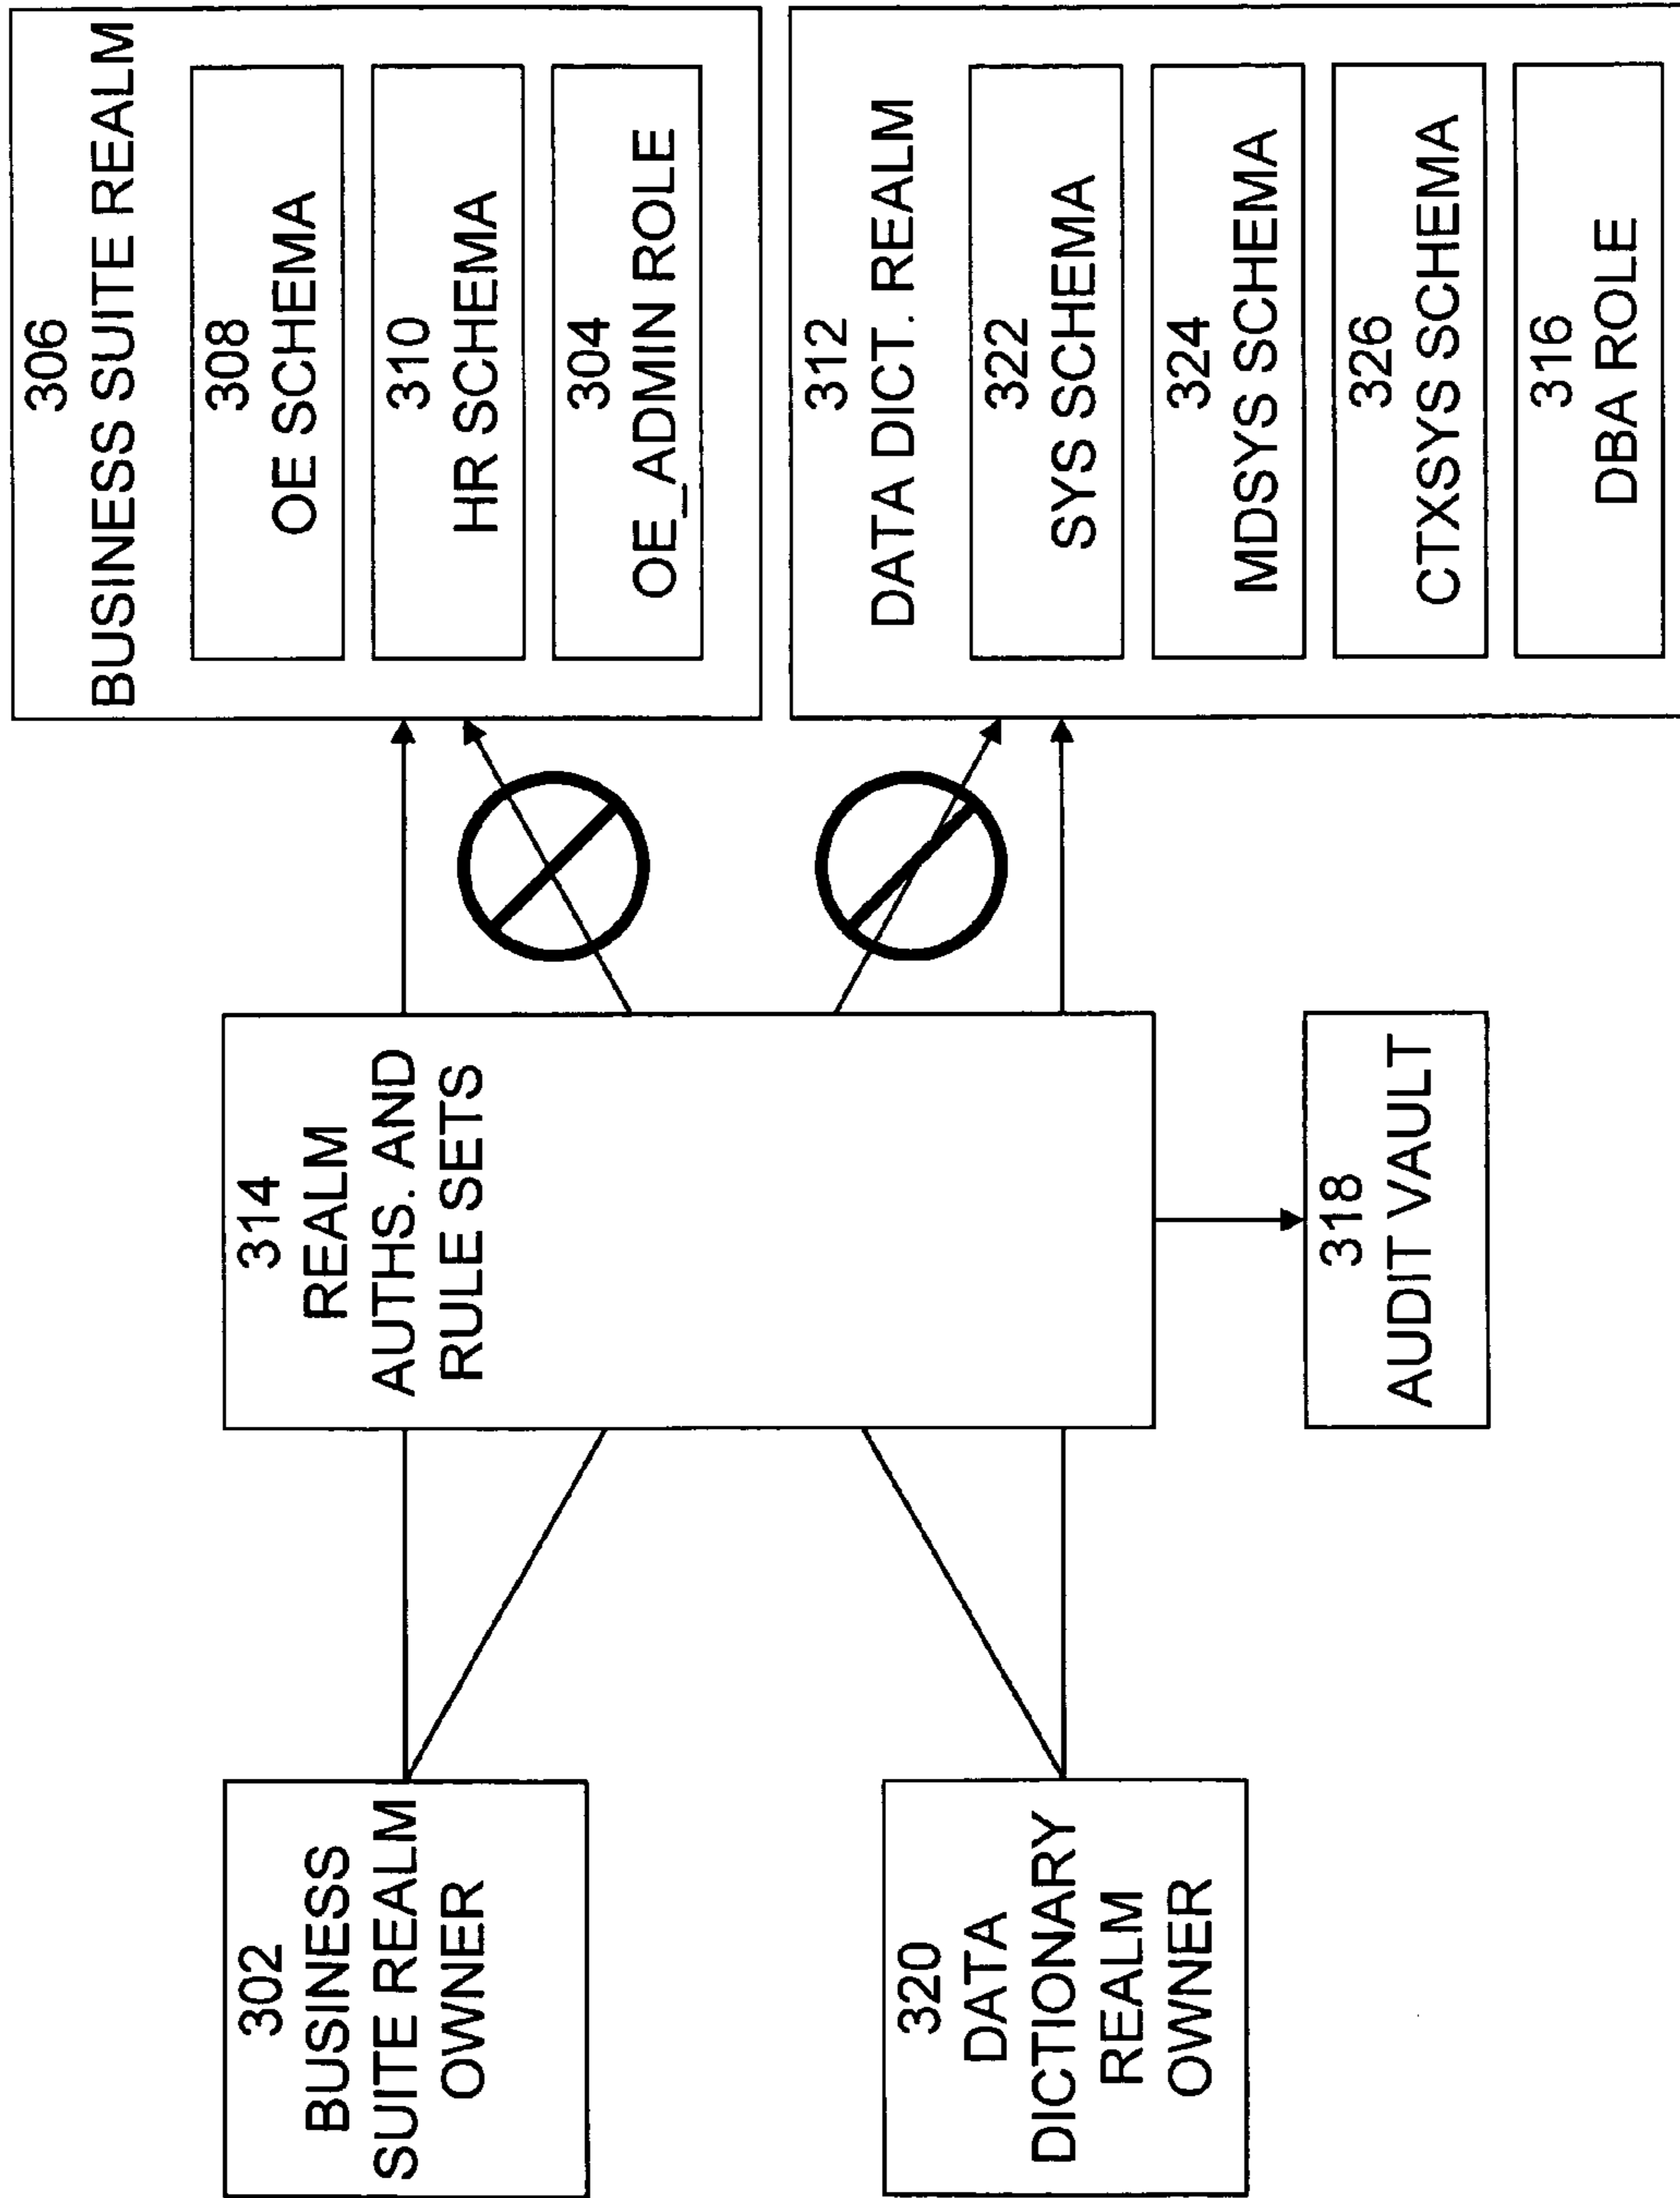 302
BUSINESS
SUITE REALM
OWNER
320
DATA
DICTIONARY
REALM
OWNER
314
REALM
AUTHS. AND
RULE SETS
318
AUDIT VAULT
306
BUSINESS SUITE REALM
308
OE SCHEMA
310
HR SCHEMA
304
OE_ADMIN ROLE
312
DATA DICT. REALM
322
SYS SCHEMA
324
MDSYS SCHEMA
326
CTXSYS SCHEMA
316
DBA ROLE